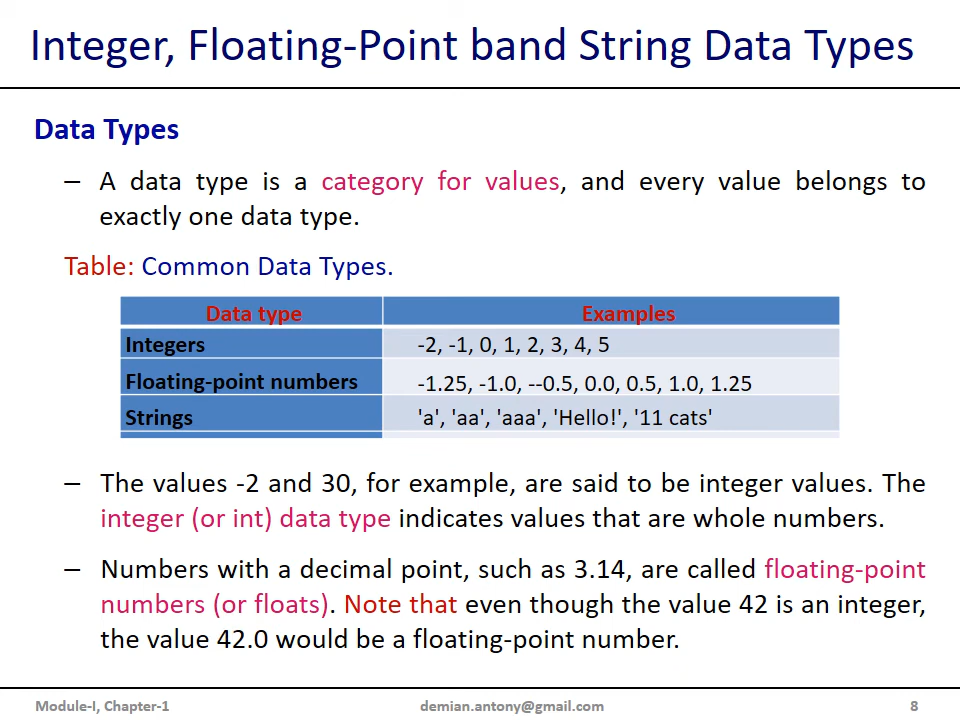 Integer, Floating-Point band String Data Types
Data Types
– A data type is a category for values, and every value belongs to
exactly one data type.
Table: Common Data Types.
Data type Examples
Integers -2, -1, 0, 1, 2, 3, 4, 5
Floating-point numbers -1.25, -1.0, --0.5, 0.0, 0.5, 1.0, 1.25
Strings 'a', 'aa', 'aaa', 'Hello!', '11 cats'
– The values -2 and 30, for example, are said to be integer values. The
integer (or int) data type indicates values that are whole numbers.
– Numbers with a decimal point, such as 3.14, are called floating-point
numbers (or floats). Note that even though the value 42 is an integer,
the value 42.0 would be a floating-point number.
Module-I, Chapter-1 demian.antony@gmail.com 8